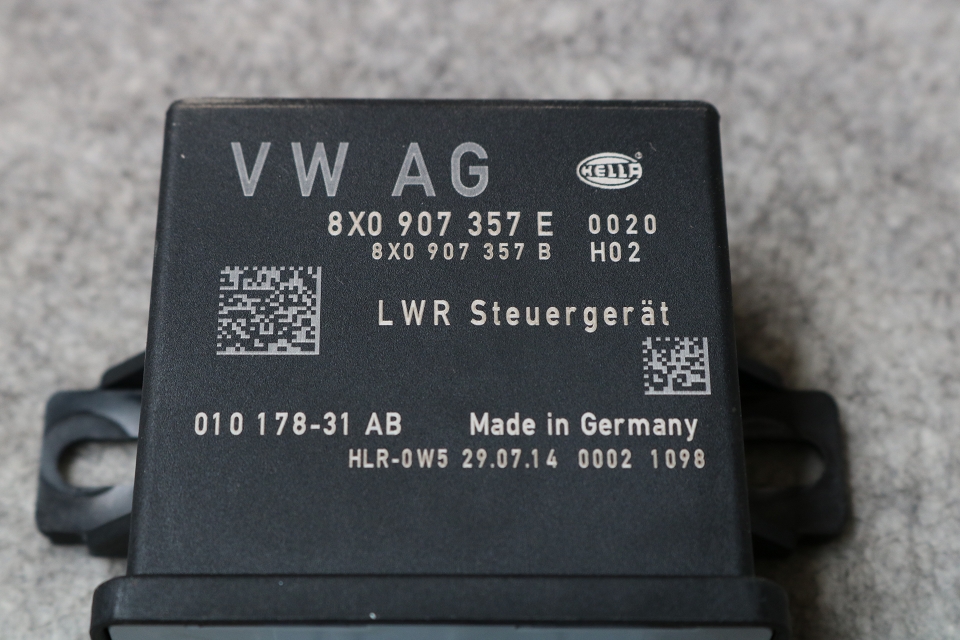 VW AG HELLA
8X0 907 357 E 0020
8X0 907 357 B H02
LWR Steuergerät
010 178-31 AB Made in Germany
HLR-0W5 29.07.14 0002 1098